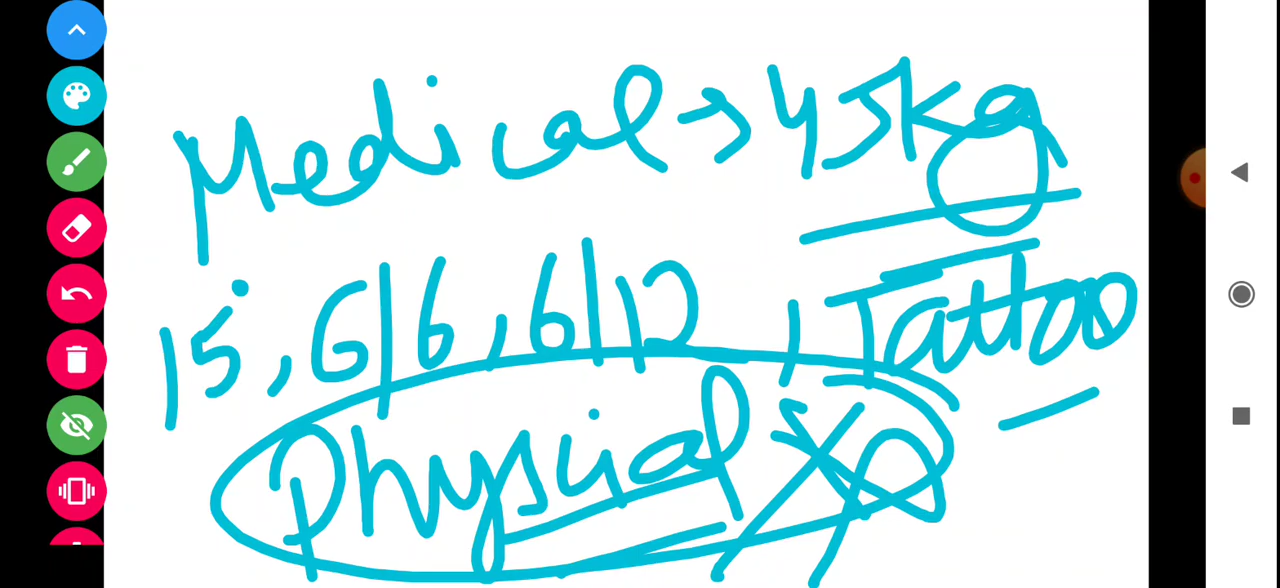 Medical → 45kg
15, 6/6, 6/12, Tattoo
Physical